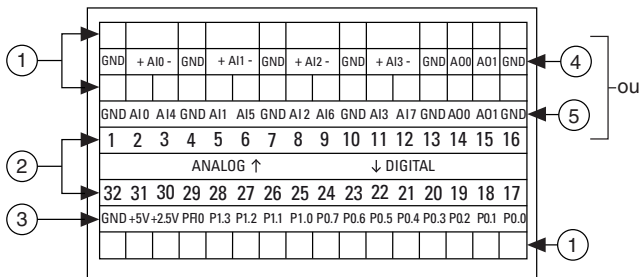 GND + AI0 - GND + AI1 - GND + AI2 - GND + AI3 - GND AO0 AO1 GND
GND AI0 AI4 GND AI1 AI5 GND AI2 AI6 GND AI3 AI7 GND AO0 AO1 GND
1 2 3 4 5 6 7 8 9 10 11 12 13 14 15 16
ANALOG ↑ ↓ DIGITAL
32 31 30 29 28 27 26 25 24 23 22 21 20 19 18 17
GND +5V +2.5V PFI0 P1.3 P1.2 P1.1 P1.0 P0.7 P0.6 P0.5 P0.4 P0.3 P0.2 P0.1 P0.0
1
2
3
4
ou
5
1